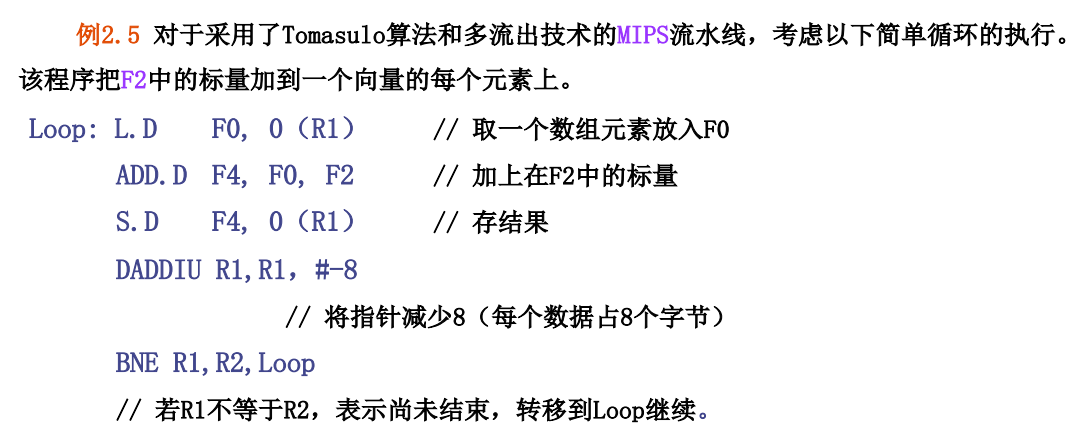 例2.5 对于采用了Tomasulo算法和多流出技术的MIPS流水线，考虑以下简单循环的执行。
该程序把F2中的标量加到一个向量的每个元素上。
Loop: L.D F0, 0（R1） // 取一个数组元素放入F0
ADD.D F4, F0, F2 // 加上在F2中的标量
S.D F4, 0（R1） // 存结果
DADDIU R1,R1, #-8
// 将指针减少8（每个数据占8个字节）
BNE R1,R2,Loop
// 若R1不等于R2，表示尚未结束，转移到Loop继续。